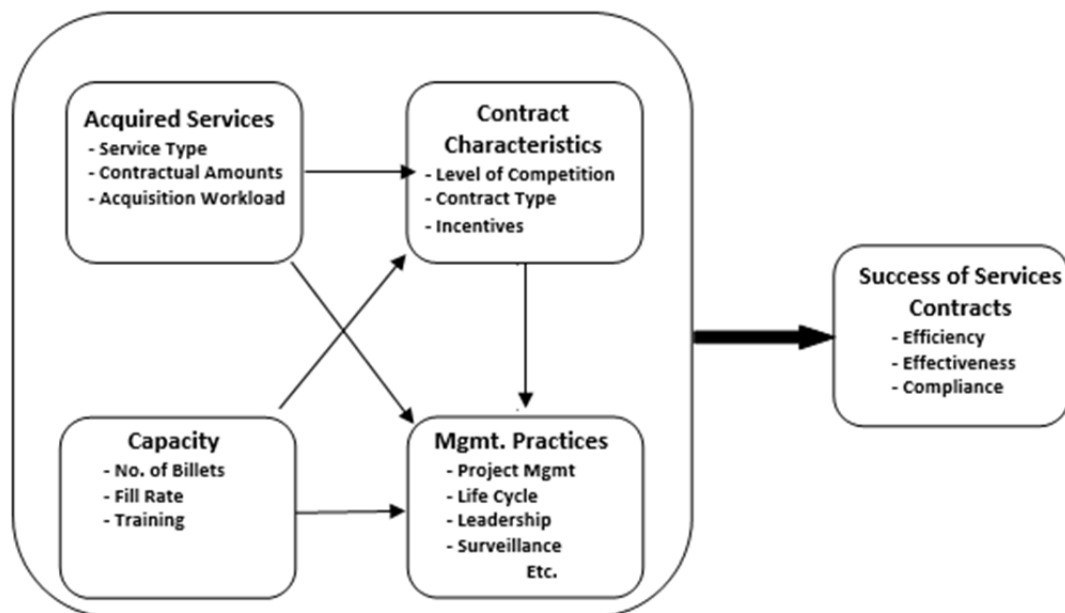 Acquired Services
- Service Type
- Contractual Amounts
- Acquisition Workload
Contract
Characteristics
- Level of Competition
- Contract Type
- Incentives
Capacity
- No. of Billets
- Fill Rate
- Training
Mgmt. Practices
- Project Mgmt
- Life Cycle
- Leadership
- Surveillance
Etc.
Success of Services
Contracts
- Efficiency
- Effectiveness
- Compliance